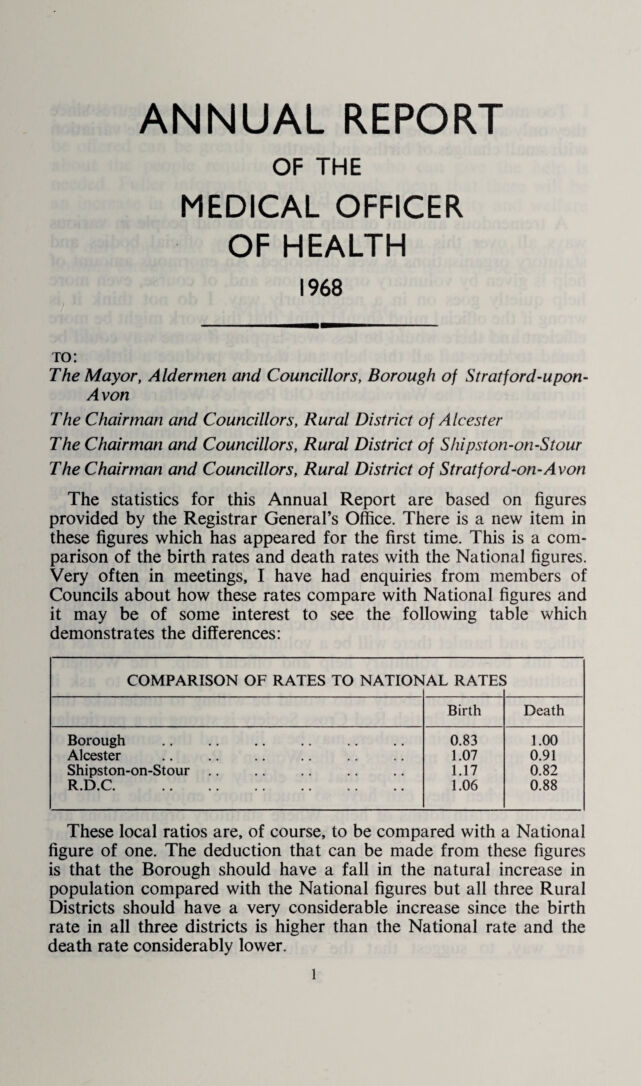 ANNUAL REPORT
OF THE
MEDICAL OFFICER
OF HEALTH
1968
TO:
The Mayor, Aldermen and Councillors, Borough of Stratford-upon-
Avon
The Chairman and Councillors, Rural District of Alcester
The Chairman and Councillors, Rural District of Shipston-on-Stour
The Chairman and Councillors, Rural District of Stratford-on-Avon
The statistics for this Annual Report are based on figures
provided by the Registrar General's Office. There is a new item in
these figures which has appeared for the first time. This is a com-
parison of the birth rates and death rates with the National figures.
Very often in meetings, I have had enquiries from members of
Councils about how these rates compare with National figures and
it may be of some interest to see the following table which
demonstrates the differences:
COMPARISON OF RATES TO NATIONAL RATES
Birth Death
Borough .. .. .. .. .. .. 0.83 1.00
Alcester .. .. .. .. .. .. 1.07 0.91
Shipston-on-Stour .. .. .. .. .. 1.17 0.82
R.D.C. .. .. .. .. .. .. 1.06 0.88
These local ratios are, of course, to be compared with a National
figure of one. The deduction that can be made from these figures
is that the Borough should have a fall in the natural increase in
population compared with the National figures but all three Rural
Districts should have a very considerable increase since the birth
rate in all three districts is higher than the National rate and the
death rate considerably lower.
1